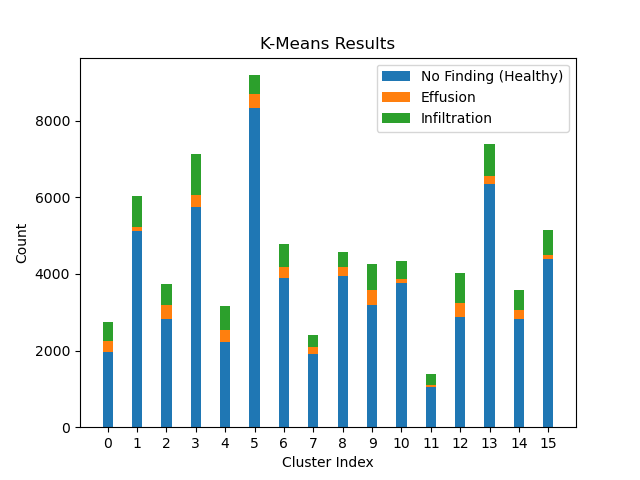 K-Means Results
No Finding (Healthy)
Effusion
Infiltration
8000
6000
4000
2000
0
Count
0 1 2 3 4 5 6 7 8 9 10 11 12 13 14 15
Cluster Index